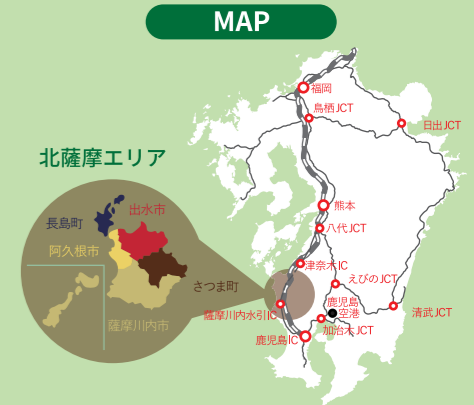 MAP
福岡
鳥栖JCT
日出JCT
北薩摩エリア
熊本
出水市
長島町
八代JCT
阿久根市
津奈木IC
さつま町
えびのJCT
鹿児島
空港
薩摩川内水引IC
清武JCT
薩摩川内市
加治木JCT
鹿児島IC